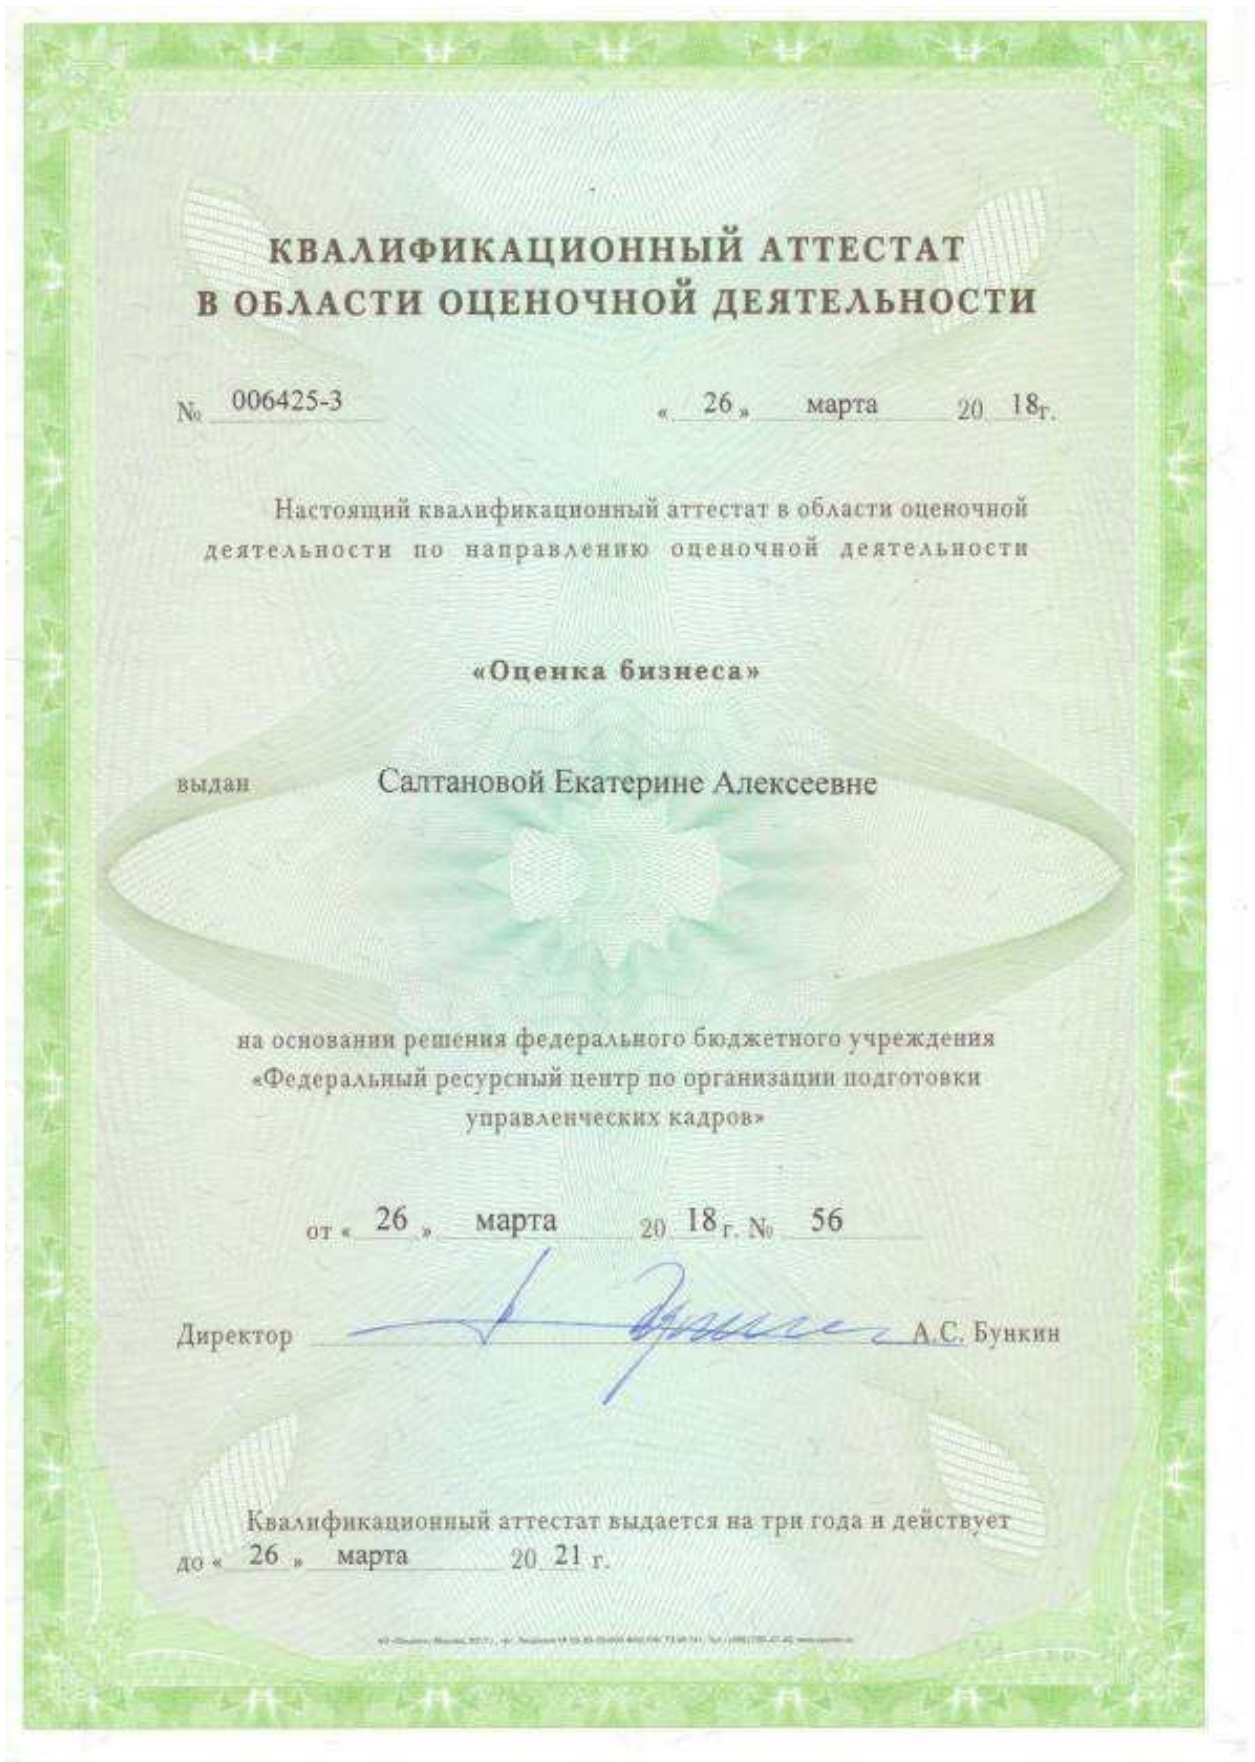 КВАЛИФИКАЦИОННЫЙ АТТЕСТАТ
В ОБЛАСТИ ОЦЕНОЧНОЙ ДЕЯТЕЛЬНОСТИ
№ 006425-3 « 26 » марта 20 18г.
Настоящий квалификационный аттестат в области оценочной
деятельности по направлению оценочной деятельности
«Оценка бизнеса»
выдан Салтановой Екатерине Алексеевне
на основании решения федерального бюджетного учреждения
«Федеральный ресурсный центр по организации подготовки
управленческих кадров»
от « 26 » марта 20 18 г. № 56
Директор А.С. Бункин
Квалификационный аттестат выдается на три года и действует
до « 26 » марта 20 21 г.